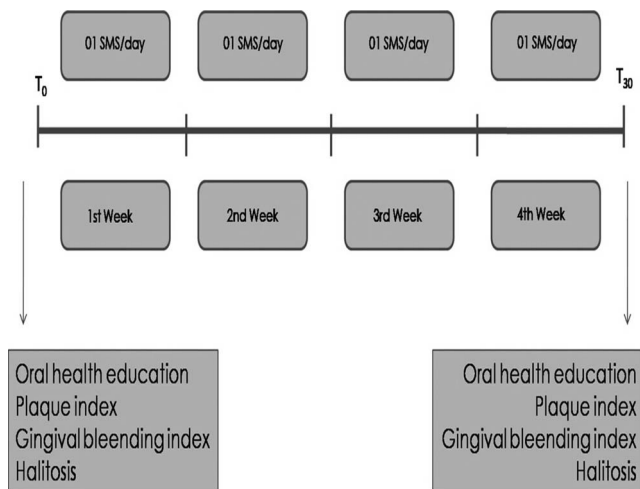 01 SMS/day
01 SMS/day
01 SMS/day
01 SMS/day
T0
T30
1st Week
2nd Week
3rd Week
4th Week
Oral health education
Plaque index
Gingival bleending index
Halitosis
Oral health education
Plaque index
Gingival bleending index
Halitosis